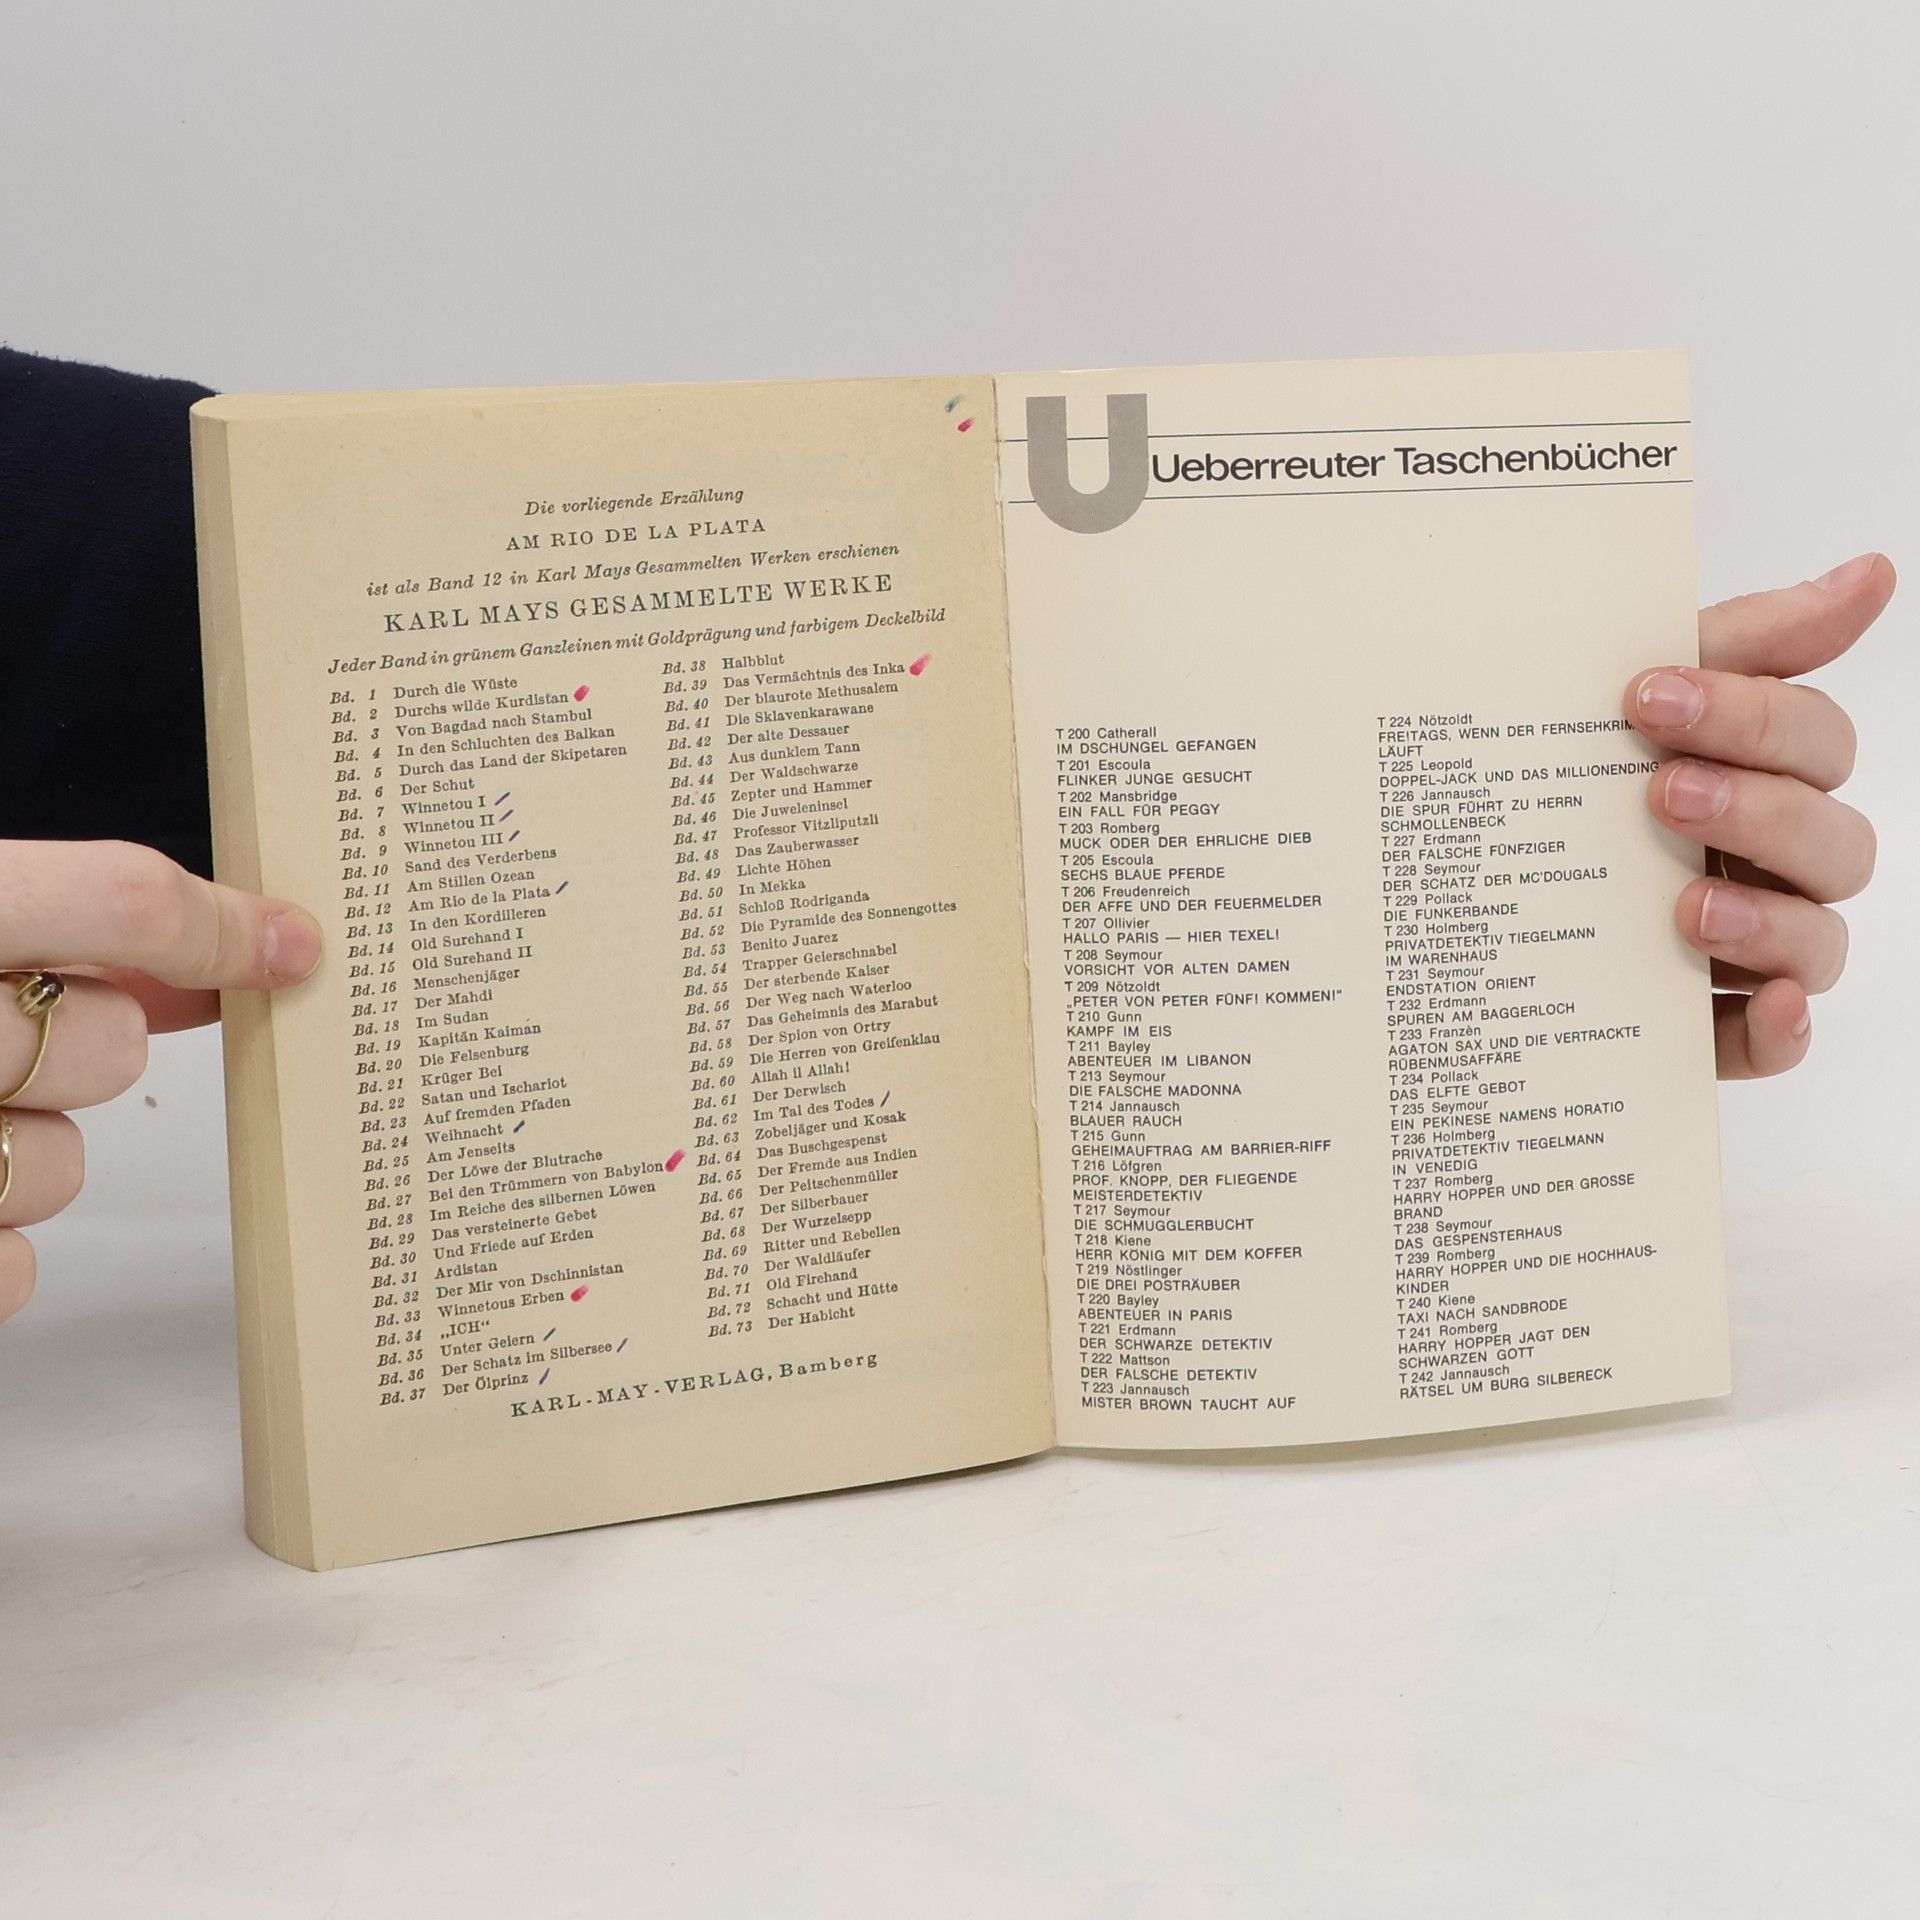 Die vorliegende Erzählung
AM RIO DE LA PLATA
ist als Band 12 in Karl Mays Gesammelten Werken erschienen
KARL MAYS GESAMMELTE WERKE
Jeder Band in grünem Ganzleinen mit Goldprägung und farbigem Deckelbild
Bd. 1 Durch die Wüste
Bd. 2 Durchs wilde Kurdistan
Bd. 3 Von Bagdad nach Stambul
Bd. 4 In den Schluchten des Balkan
Bd. 5 Durch das Land der Skipetaren
Bd. 6 Der Schut
Bd. 7 Winnetou I
Bd. 8 Winnetou II
Bd. 9 Winnetou III
Bd. 10 Sand des Verderbens
Bd. 11 Am Stillen Ozean
Bd. 12 Am Rio de la Plata
Bd. 13 In den Kordilleren
Bd. 14 Old Surehand I
Bd. 15 Old Surehand II
Bd. 16 Menschenjäger
Bd. 17 Der Mahdi
Bd. 18 Im Sudan
Bd. 19 Kapitän Kaiman
Bd. 20 Die Felsenburg
Bd. 21 Krüger Bei
Bd. 22 Satan und Ischariot
Bd. 23 Auf fremden Pfaden
Bd. 24 Weihnacht
Bd. 25 Am Jenseits
Bd. 26 Der Löwe der Blutrache
Bd. 27 Bei den Trümmern von Babylon
Bd. 28 Im Reiche des silbernen Löwen
Bd. 29 Das versteinerte Gebet
Bd. 30 Und Friede auf Erden
Bd. 31 Ardistan
Bd. 32 Der Mir von Dschinnistan
Bd. 33 Winnetous Erben
Bd. 34 „ICH“
Bd. 35 Unter Geiern
Bd. 36 Der Schatz im Silbersee
Bd. 37 Der Ölprinz
Bd. 38 Halbblut
Bd. 39 Das Vermächtnis des Inka
Bd. 40 Der blaurote Methusalem
Bd. 41 Die Sklavenkarawane
Bd. 42 Der alte Dessauer
Bd. 43 Aus dunklem Tann
Bd. 44 Der Waldschwarze
Bd. 45 Zepter und Hammer
Bd. 46 Die Juweleninsel
Bd. 47 Professor Vitzliputzli
Bd. 48 Das Zauberwasser
Bd. 49 Lichte Höhen
Bd. 50 In Mekka
Bd. 51 Schloß Rodriganda
Bd. 52 Die Pyramide des Sonnengottes
Bd. 53 Benito Juarez
Bd. 54 Trapper Geierschnabel
Bd. 55 Der sterbende Kaiser
Bd. 56 Der Weg nach Waterloo
Bd. 57 Das Geheimnis des Marabut
Bd. 58 Der Spion von Ortry
Bd. 59 Die Herren von Greifenklau
Bd. 60 Allah il Allah!
Bd. 61 Der Derwisch
Bd. 62 Im Tal des Todes
Bd. 63 Zobeljäger und Kosak
Bd. 64 Das Buschgespenst
Bd. 65 Der Fremde aus Indien
Bd. 66 Der Peitschenmüller
Bd. 67 Der Silberbauer
Bd. 68 Der Wurzelsepp
Bd. 69 Ritter und Rebellen
Bd. 70 Der Waldläufer
Bd. 71 Old Firehand
Bd. 72 Schacht und Hütte
Bd. 73 Der Habicht
KARL-MAY-VERLAG, Bamberg
U Ueberreuter Taschenbücher
T 200 Catherall
IM DSCHUNGEL GEFANGEN
T 201 Escoula
FLINKER JUNGE GESUCHT
T 202 Mansbridge
EIN FALL FÜR PEGGY
T 203 Romberg
MUCK ODER DER EHRLICHE DIEB
T 205 Escoula
SECHS BLAUE PFERDE
T 206 Freudenreich
DER AFFE UND DER FEUERMELDER
T 207 Ollivier
HALLO PARIS — HIER TEXEL!
T 208 Seymour
VORSICHT VOR ALTEN DAMEN
T 209 Nötzoldt
„PETER VON PETER FÜNF! KOMMEN!“
T 210 Gunn
KAMPF IM EIS
T 211 Bayley
ABENTEUER IM LIBANON
T 213 Seymour
DIE FALSCHE MADONNA
T 214 Jannausch
BLAUER RAUCH
T 215 Gunn
GEHEIMAUFTRAG AM BARRIER-RIFF
T 216 Löfgren
PROF. KNOPP, DER FLIEGENDE
MEISTERDETEKTIV
T 217 Seymour
DIE SCHMUGGLERBUCHT
T 218 Kiene
HERR KÖNIG MIT DEM KOFFER
T 219 Nöstlinger
DIE DREI POSTRÄUBER
T 220 Bayley
ABENTEUER IN PARIS
T 221 Erdmann
DER SCHWARZE DETEKTIV
T 222 Mattson
DER FALSCHE DETEKTIV
T 223 Jannausch
MISTER BROWN TAUCHT AUF
T 224 Nötzoldt
FREITAGS, WENN DER FERNSEHKRIM
LÄUFT
T 225 Leopold
DOPPEL-JACK UND DAS MILLIONENDING
T 226 Jannausch
DIE SPUR FÜHRT ZU HERRN
SCHMOLLENBECK
T 227 Erdmann
DER FALSCHE FÜNFZIGER
T 228 Seymour
DER SCHATZ DER MC'DOUGALS
T 229 Pollack
DIE FUNKERBANDE
T 230 Holmberg
PRIVATDETEKTIV TIEGELMANN
IM WARENHAUS
T 231 Seymour
ENDSTATION ORIENT
T 232 Erdmann
SPUREN AM BAGGERLOCH
T 233 Franzèn
AGATON SAX UND DIE VERTRACKTE
RÜBENMUSAFFÄRE
T 234 Pollack
DAS ELFTE GEBOT
T 235 Seymour
EIN PEKINESE NAMENS HORATIO
T 236 Holmberg
PRIVATDETEKTIV TIEGELMANN
IN VENEDIG
T 237 Romberg
HARRY HOPPER UND DER GROSSE
BRAND
T 238 Seymour
DAS GESPENSTERHAUS
T 239 Romberg
HARRY HOPPER UND DIE HOCHHAUS-
KINDER
T 240 Kiene
TAXI NACH SANDBRODE
T 241 Romberg
HARRY HOPPER JAGT DEN
SCHWARZEN GOTT
T 242 Jannausch
RÄTSEL UM BURG SILBERECK